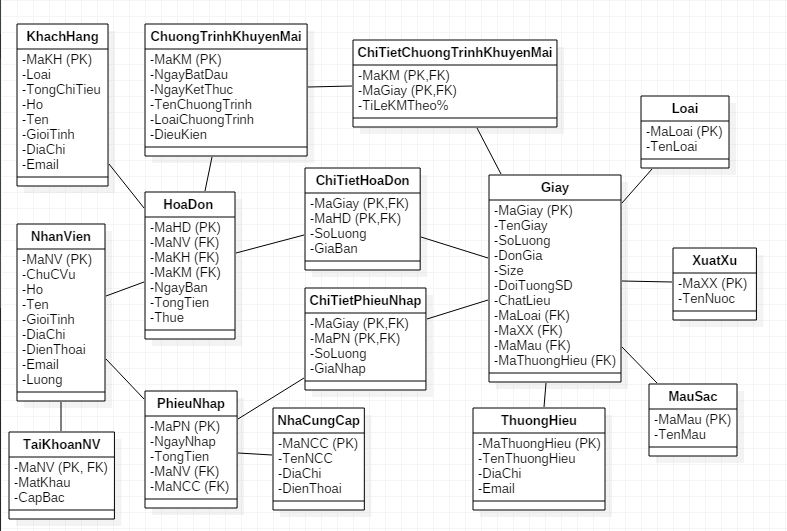 KhachHang
-MaKH (PK)
-Loai
-TongChiTieu
-Ho
-Ten
-GioiTinh
-DiaChi
-Email
ChuongTrinhKhuyenMai
-MaKM (PK)
-NgayBatDau
-NgayKetThuc
-TenChuongTrinh
-LoaiChuongTrinh
-DieuKien
ChiTietChuongTrinhKhuyenMai
-MaKM (PK,FK)
-MaGiay (PK,FK)
-TiLeKMTheo%
Loai
-MaLoai (PK)
-TenLoai
HoaDon
-MaHD (PK)
-MaNV (FK)
-MaKH (FK)
-MaKM (FK)
-NgayBan
-TongTien
-Thue
ChiTietHoaDon
-MaGiay (PK,FK)
-MaHD (PK,FK)
-SoLuong
-GiaBan
Giay
-MaGiay (PK)
-TenGiay
-SoLuong
-DonGia
-Size
-DoiTuongSD
-ChatLieu
-MaLoai (FK)
-MaXX (FK)
-MaMau (FK)
-MaThuongHieu (FK)
NhanVien
-MaNV (PK)
-ChuCVu
-Ho
-Ten
-GioiTinh
-DiaChi
-DienThoai
-Email
-Luong
XuatXu
-MaXX (PK)
-TenNuoc
ChiTietPhieuNhap
-MaGiay (PK,FK)
-MaPN (PK,FK)
-SoLuong
-GiaNhap
PhieuNhap
-MaPN (PK)
-NgayNhap
-TongTien
-MaNV (FK)
-MaNCC (FK)
NhaCungCap
-MaNCC (PK)
-TenNCC
-DiaChi
-DienThoai
ThuongHieu
-MaThuongHieu (PK)
-TenThuongHieu
-DiaChi
-Email
MauSac
-MaMau (PK)
-TenMau
TaiKhoanNV
-MaNV (PK, FK)
-MatKhau
-CapBac